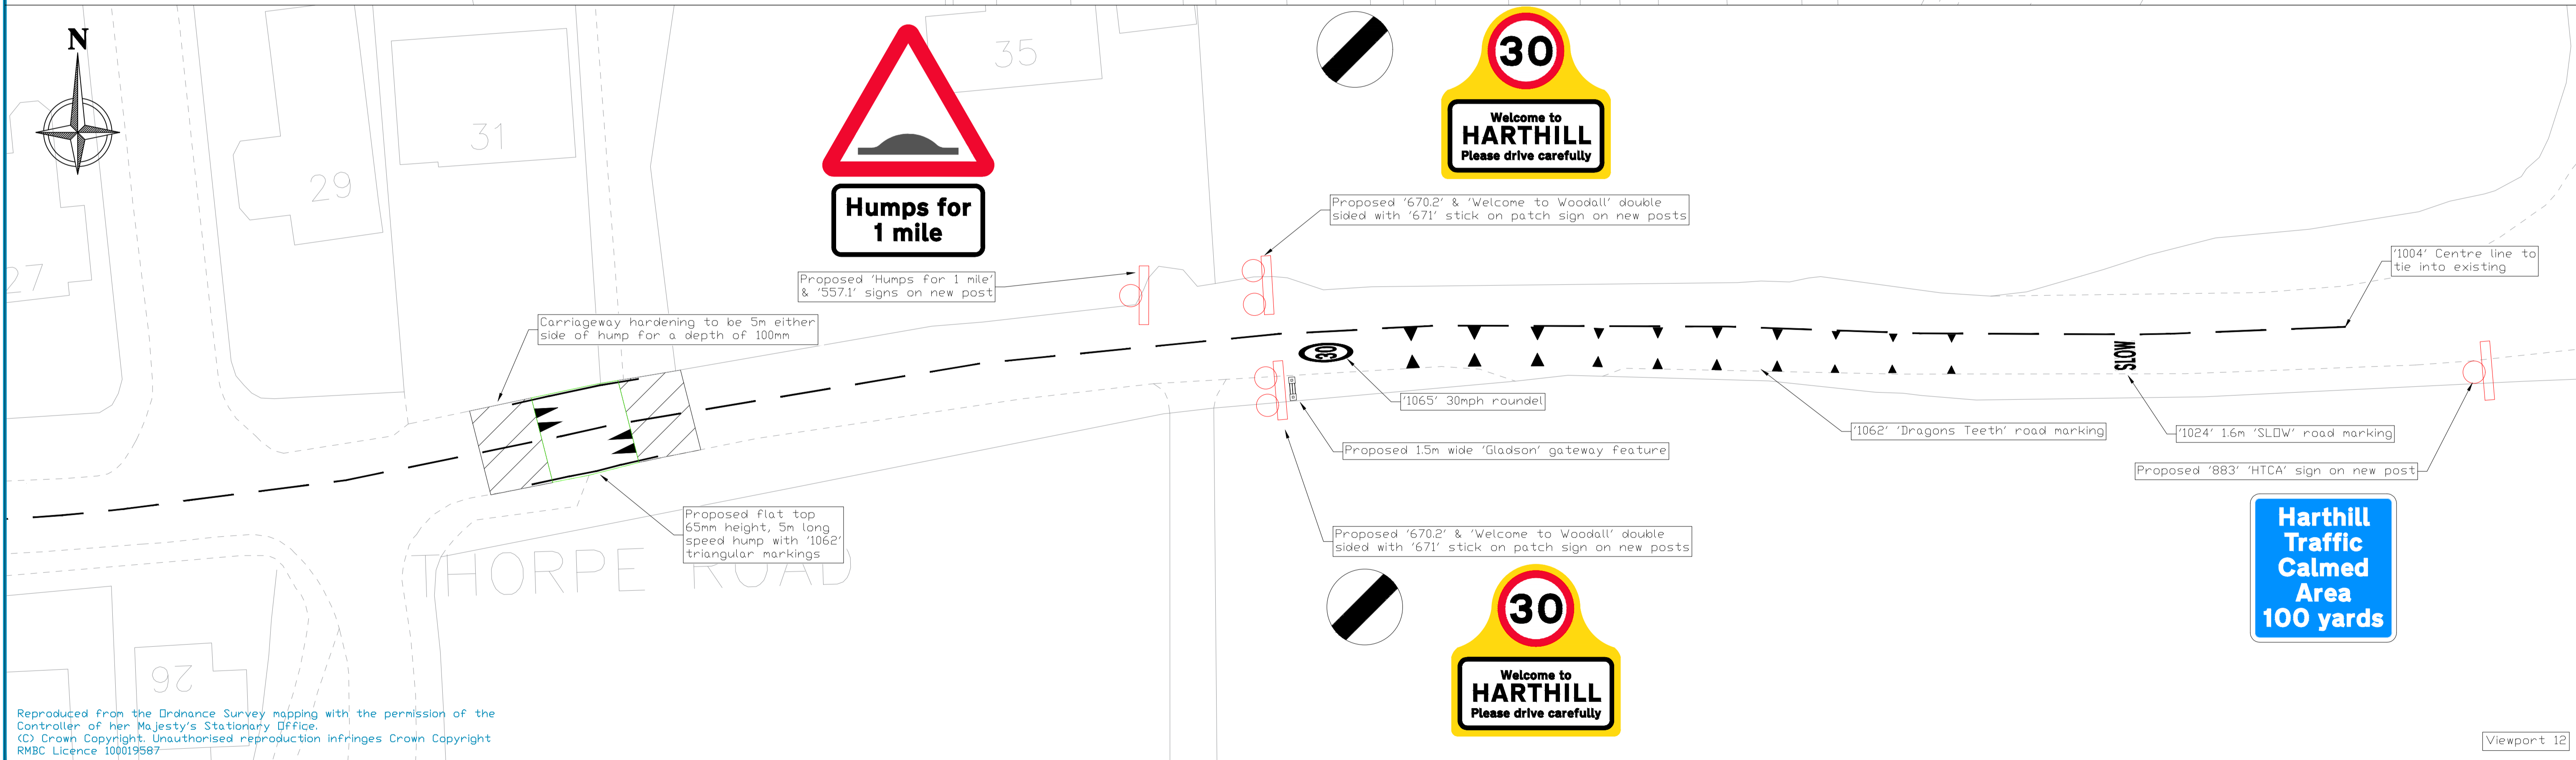 N
27
29
31
35
26
Humps for
1 mile
30
Welcome to
HARTHILL
Please drive carefully
Proposed '670.2' & 'Welcome to Woodall' double
sided with '671' stick on patch sign on new posts
Proposed 'Humps for 1 mile'
& '557.1' signs on new post
'1004' Centre line to
tie into existing
Carriageway hardening to be 5m either
side of hump for a depth of 100mm
30
SLOW
'1065' 30mph roundel
'1062' 'Dragons Teeth' road marking
'1024' 1.6m 'SLOW' road marking
Proposed 1.5m wide 'Gladson' gateway feature
Proposed '883' 'HTCA' sign on new post
Proposed flat top
65mm height, 5m long
speed hump with '1062'
triangular markings
THORPE ROAD
Proposed '670.2' & 'Welcome to Woodall' double
sided with '671' stick on patch sign on new posts
30
Welcome to
HARTHILL
Please drive carefully
Harthill
Traffic
Calmed
Area
100 yards
Reproduced from the Ordnance Survey mapping with the permission of the
Controller of her Majesty's Stationary Office.
(C) Crown Copyright. Unauthorised reproduction infringes Crown Copyright
RMBC Licence 100019587
Viewport 12